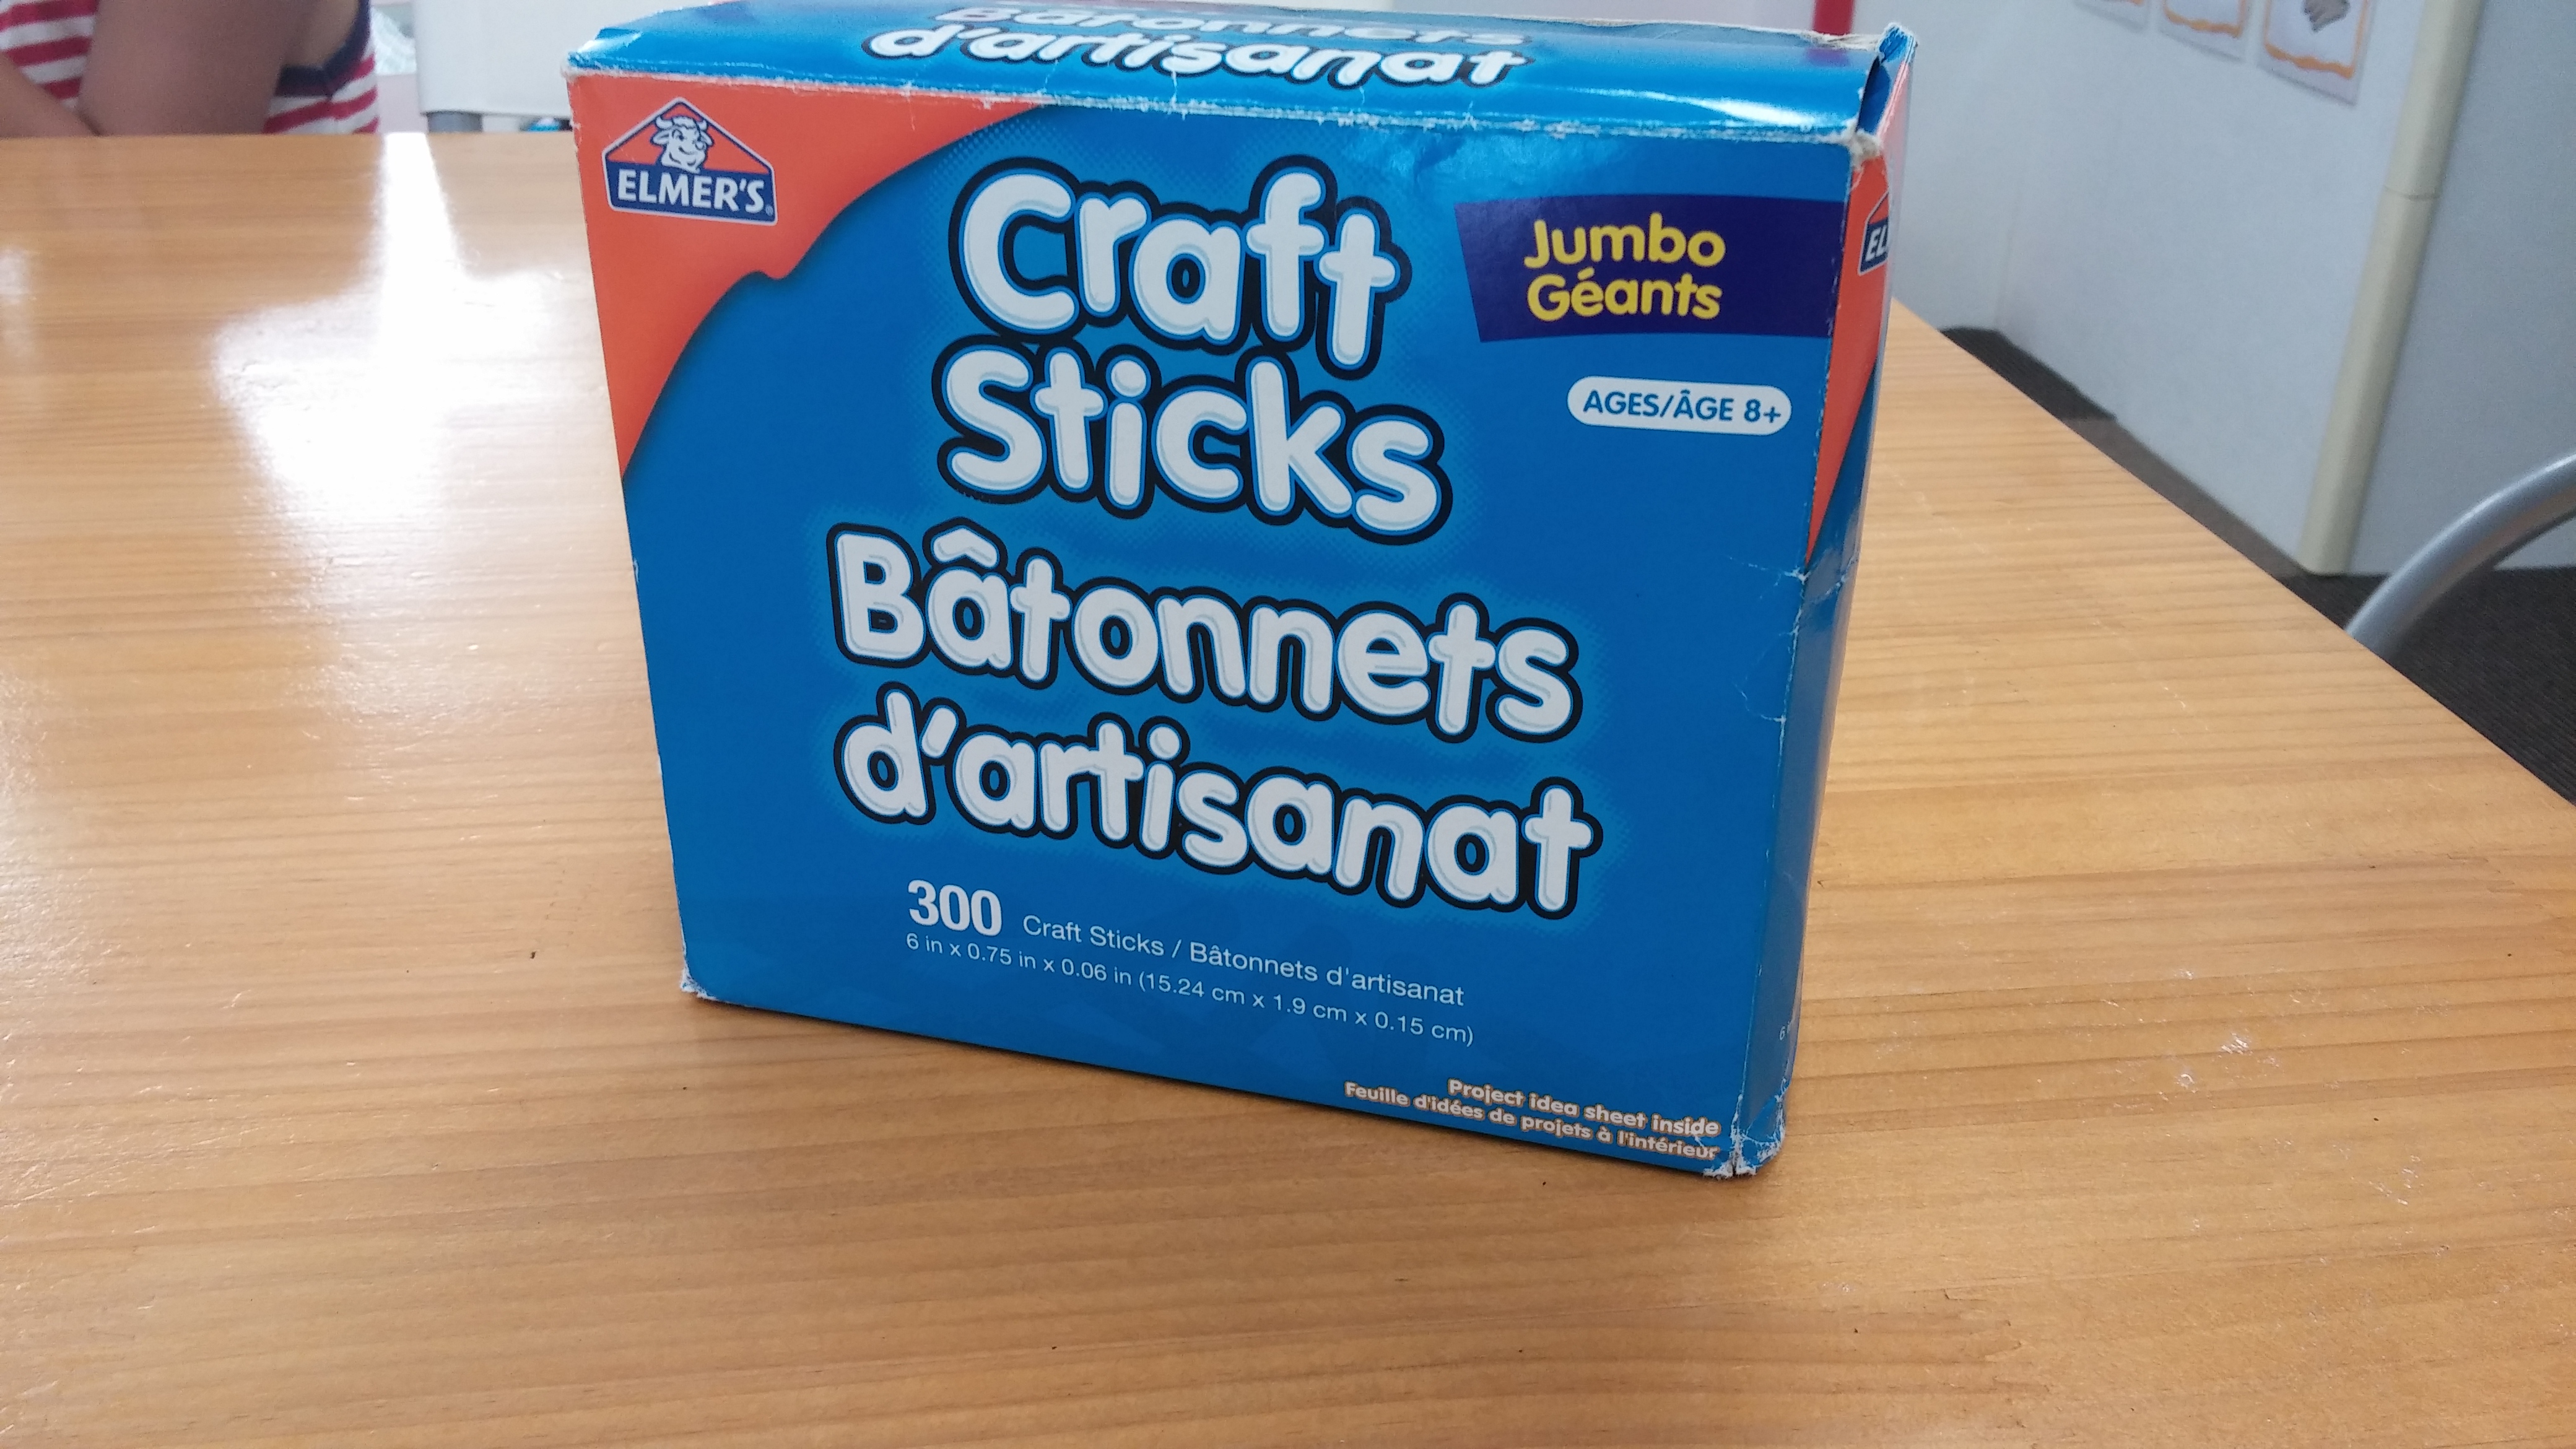 Bâtonnets
d'artisanat
ELMER'S®
Craft
Sticks
Jumbo
Géants
AGES/ÂGE 8+
Bâtonnets
d'artisanat
300 Craft Sticks / Bâtonnets d'artisanat
6 in x 0.75 in x 0.06 in (15.24 cm x 1.9 cm x 0.15 cm)
Project idea sheet inside
Feuille d'idées de projets à l'intérieur
EL
6